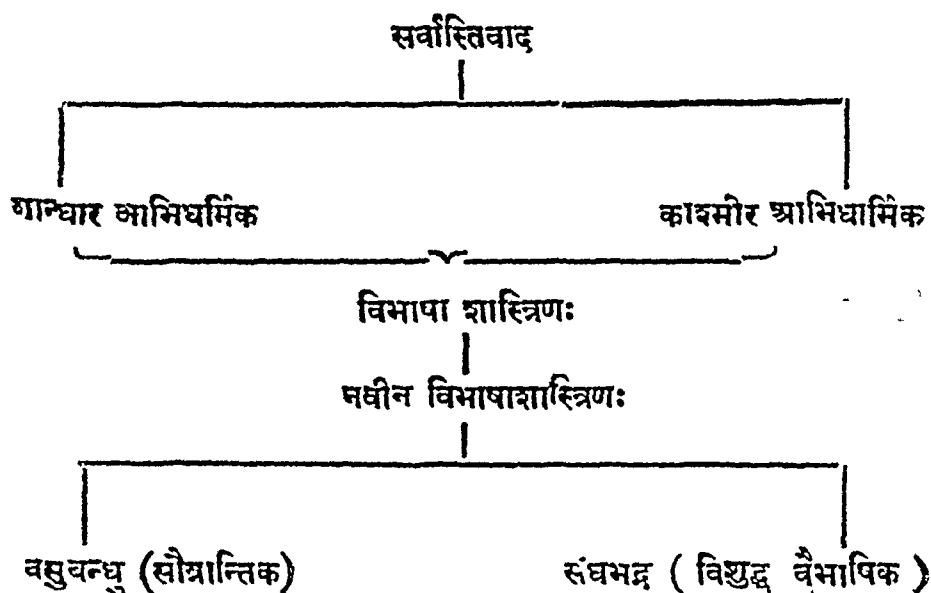 सर्वास्तिवाद
गान्धार आभिधर्मिक काश्मीर आभिधार्मिक
विभाषा शास्त्रिणः
नवीन विभाषाशास्त्रिणः
वसुबन्धु (सौत्रान्तिक) संघभद्र ( विशुद्ध वैभाषिक )